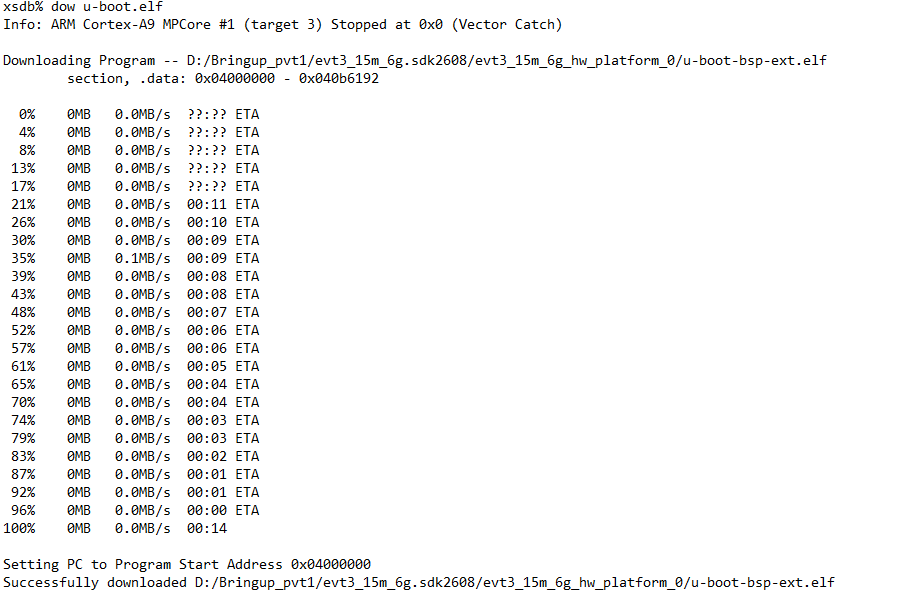 xsdb% dow u-boot.elf
Info: ARM Cortex-A9 MPCore #1 (target 3) Stopped at 0x0 (Vector Catch)
Downloading Program -- D:/Bringup_pvt1/evt3_15m_6g.sdk2608/evt3_15m_6g_hw_platform_0/u-boot-bsp-ext.elf
section, .data: 0x04000000 - 0x040b6192
0% 0MB 0.0MB/s ??:?? ETA
4% 0MB 0.0MB/s ??:?? ETA
8% 0MB 0.0MB/s ??:?? ETA
13% 0MB 0.0MB/s ??:?? ETA
17% 0MB 0.0MB/s ??:?? ETA
21% 0MB 0.0MB/s 00:11 ETA
26% 0MB 0.0MB/s 00:10 ETA
30% 0MB 0.0MB/s 00:09 ETA
35% 0MB 0.1MB/s 00:09 ETA
39% 0MB 0.0MB/s 00:08 ETA
43% 0MB 0.0MB/s 00:08 ETA
48% 0MB 0.0MB/s 00:07 ETA
52% 0MB 0.0MB/s 00:06 ETA
57% 0MB 0.0MB/s 00:06 ETA
61% 0MB 0.0MB/s 00:05 ETA
65% 0MB 0.0MB/s 00:04 ETA
70% 0MB 0.0MB/s 00:04 ETA
74% 0MB 0.0MB/s 00:03 ETA
79% 0MB 0.0MB/s 00:03 ETA
83% 0MB 0.0MB/s 00:02 ETA
87% 0MB 0.0MB/s 00:01 ETA
92% 0MB 0.0MB/s 00:01 ETA
96% 0MB 0.0MB/s 00:00 ETA
100% 0MB 0.0MB/s 00:14
Setting PC to Program Start Address 0x04000000
Successfully downloaded D:/Bringup_pvt1/evt3_15m_6g.sdk2608/evt3_15m_6g_hw_platform_0/u-boot-bsp-ext.elf